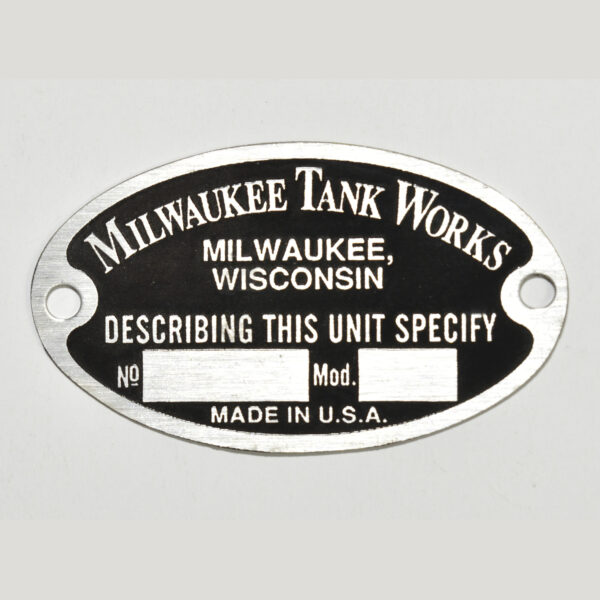 MILWAUKEE TANK WORKS
MILWAUKEE,
WISCONSIN
DESCRIBING THIS UNIT SPECIFY
Nº Mod.
MADE IN U.S.A.